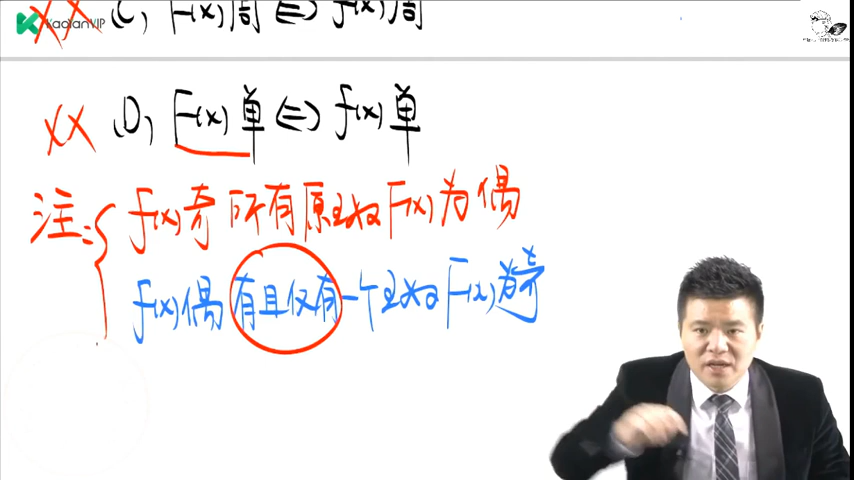 KaoYanVIP
XX (C) F(x)周⇔f(x)周
XX (D) F(x)单⇔f(x)单
注:{ f(x)奇 所有原函数F(x)为偶
f(x)偶 有且仅有一个函数F(x)为奇